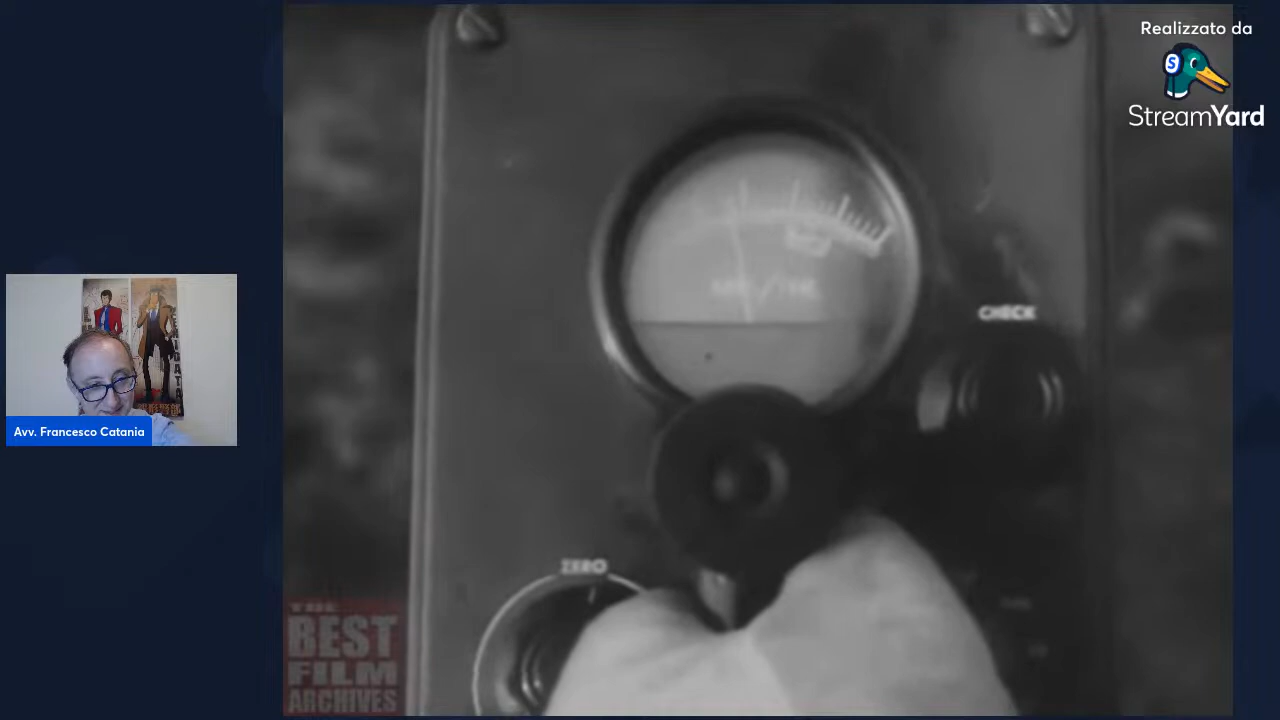 Realizzato da
StreamYard
CHECK
Avv. Francesco Catania
ZERO
THE
BEST
FILM
ARCHIVES